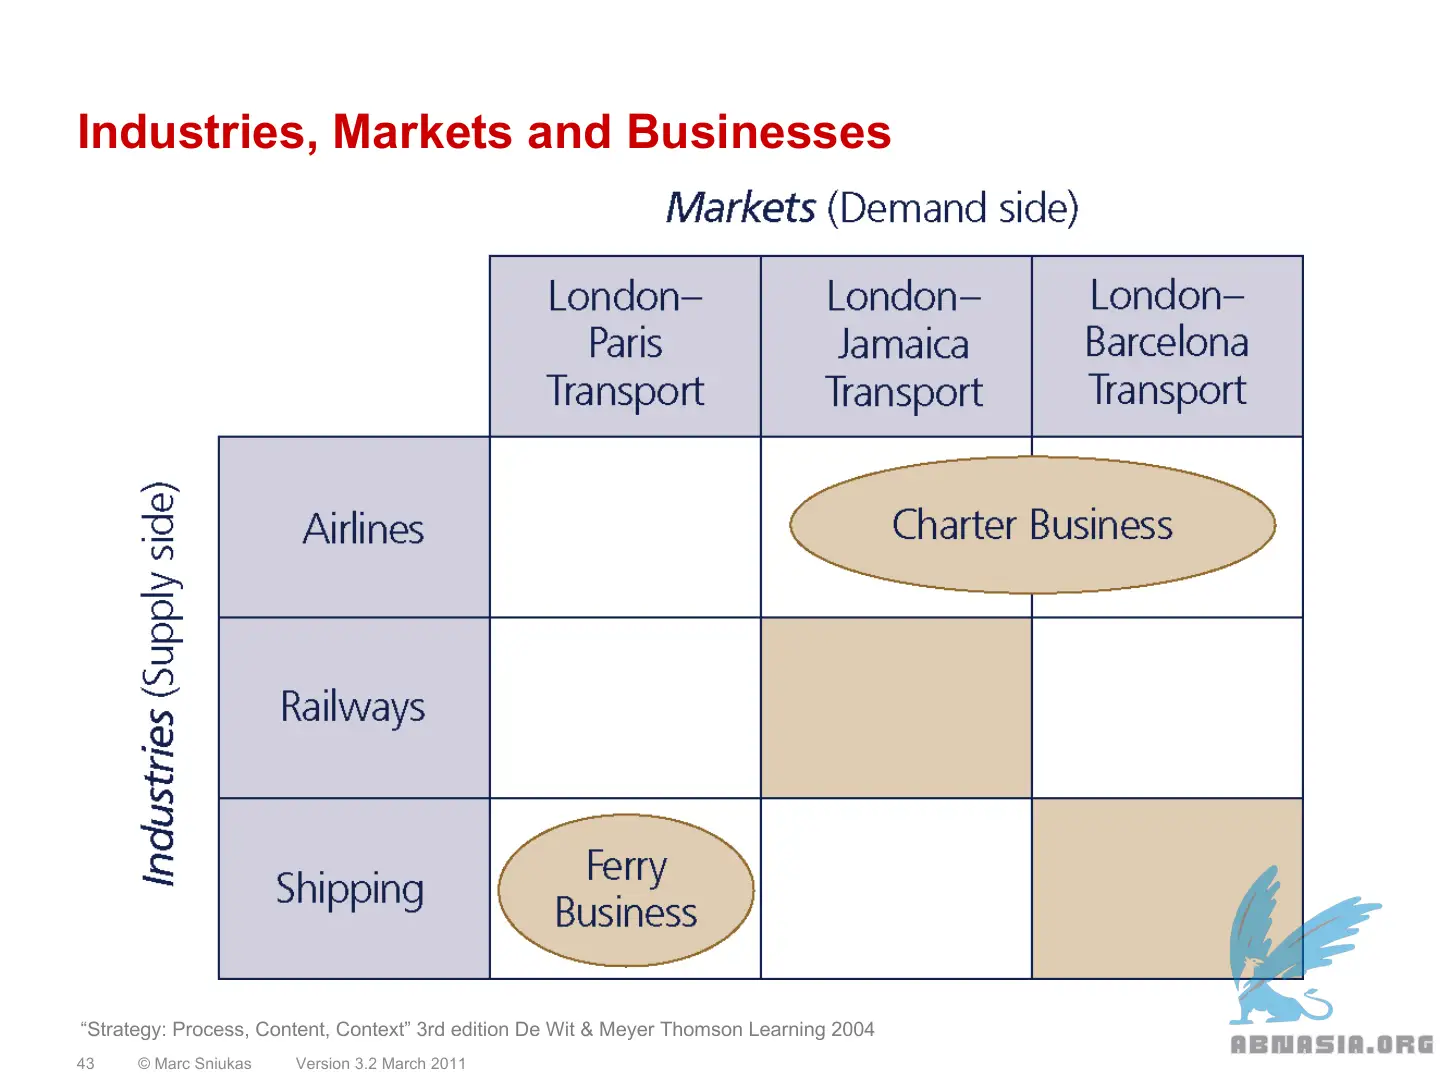 Industries, Markets and Businesses
Markets (Demand side)
London–
Paris
Transport
London–
Jamaica
Transport
London–
Barcelona
Transport
Industries (Supply side)
Airlines
Charter Business
Railways
Shipping
Ferry
Business
“Strategy: Process, Content, Context” 3rd edition De Wit & Meyer Thomson Learning 2004
43 © Marc Sniukas Version 3.2 March 2011
ABNASIA.ORG